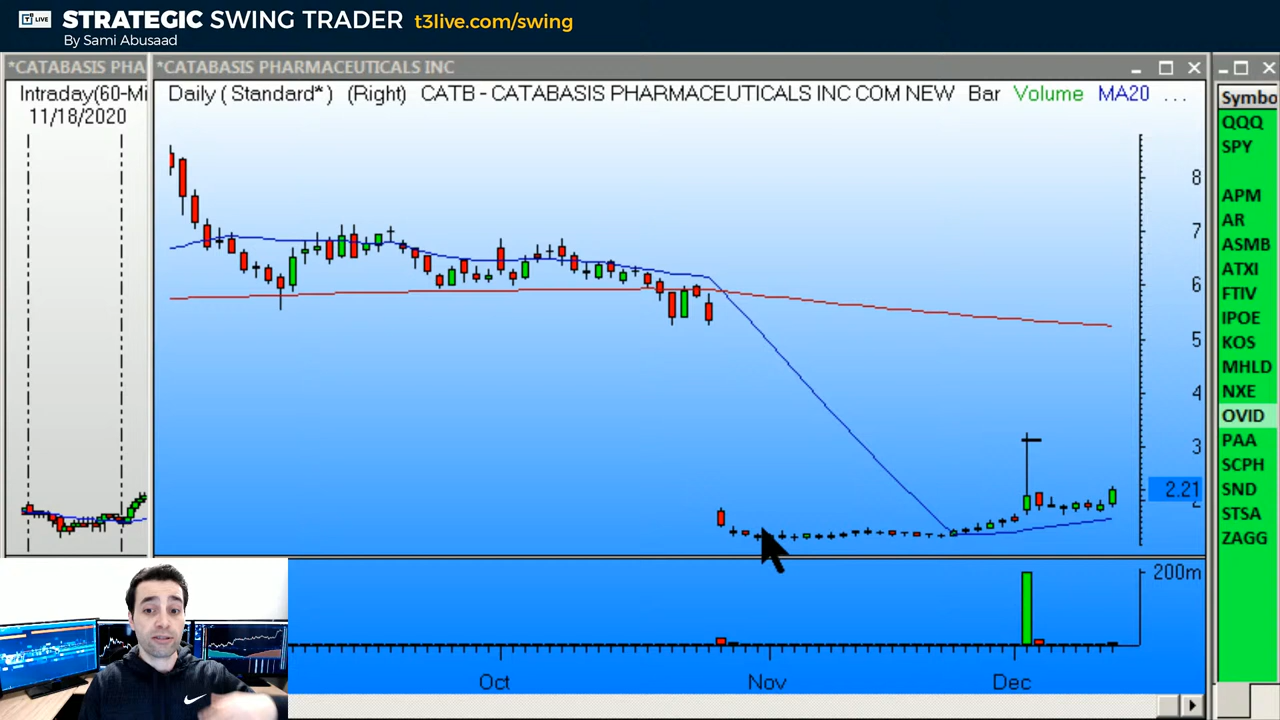 LIVE STRATEGIC SWING TRADER t3live.com/swing
By Sami Abusaad
*CATABASIS PHA
*CATABASIS PHARMACEUTICALS INC
Intraday(60-Mi
11/18/2020
Daily ( Standard* ) (Right) CATB - CATABASIS PHARMACEUTICALS INC COM NEW Bar Volume MA20 ...
8
7
6
5
4
3
2.21
2
200m
Oct
Nov
Dec
Symbo
QQQ
SPY
APM
AR
ASMB
ATXI
FTIV
IPOE
KOS
MHLD
NXE
OVID
PAA
SCPH
SND
STSA
ZAGG